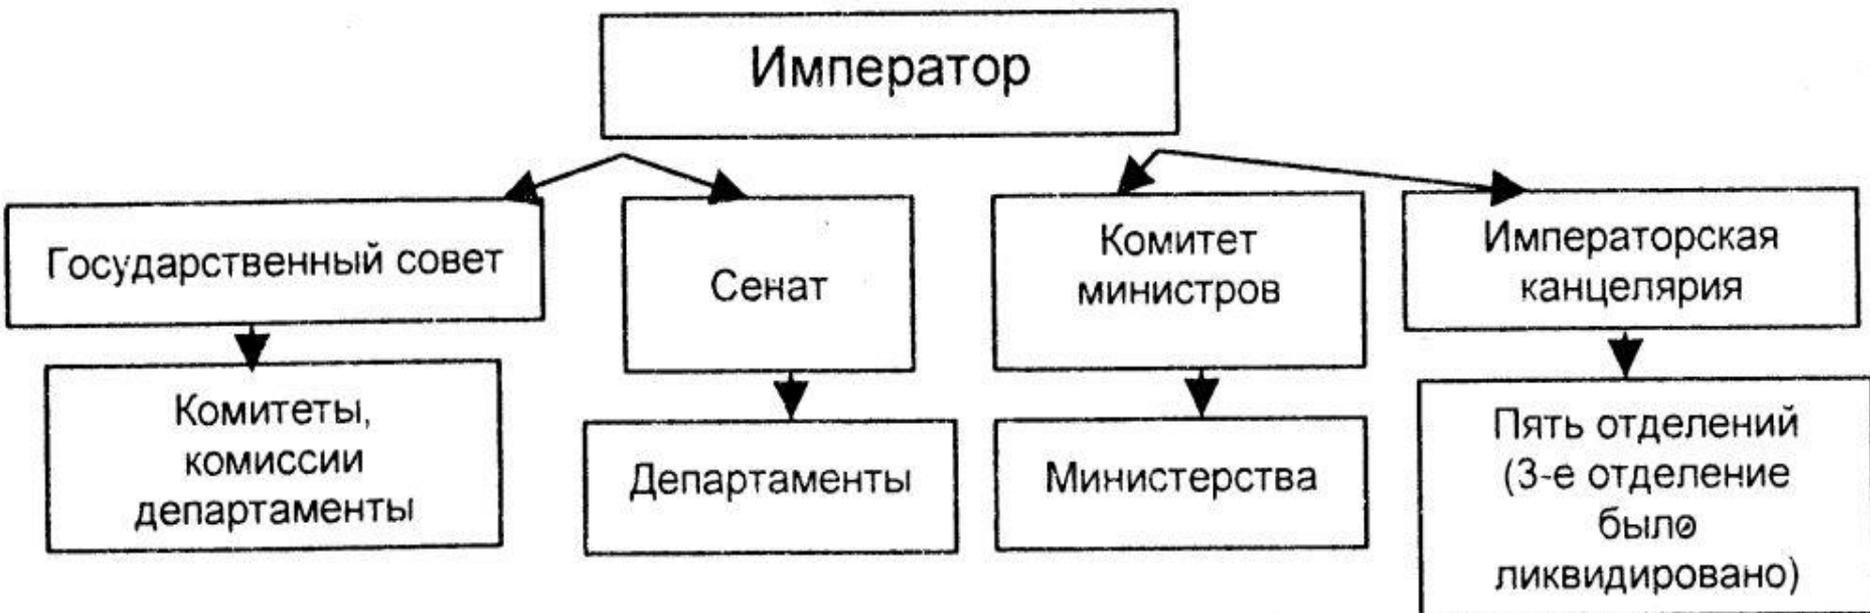 Император
Государственный совет
Сенат
Комитет
министров
Императорская
канцелярия
Комитеты,
комиссии
департаменты
Департаменты
Министерства
Пять отделений
(3-е отделение
было
ликвидировано)